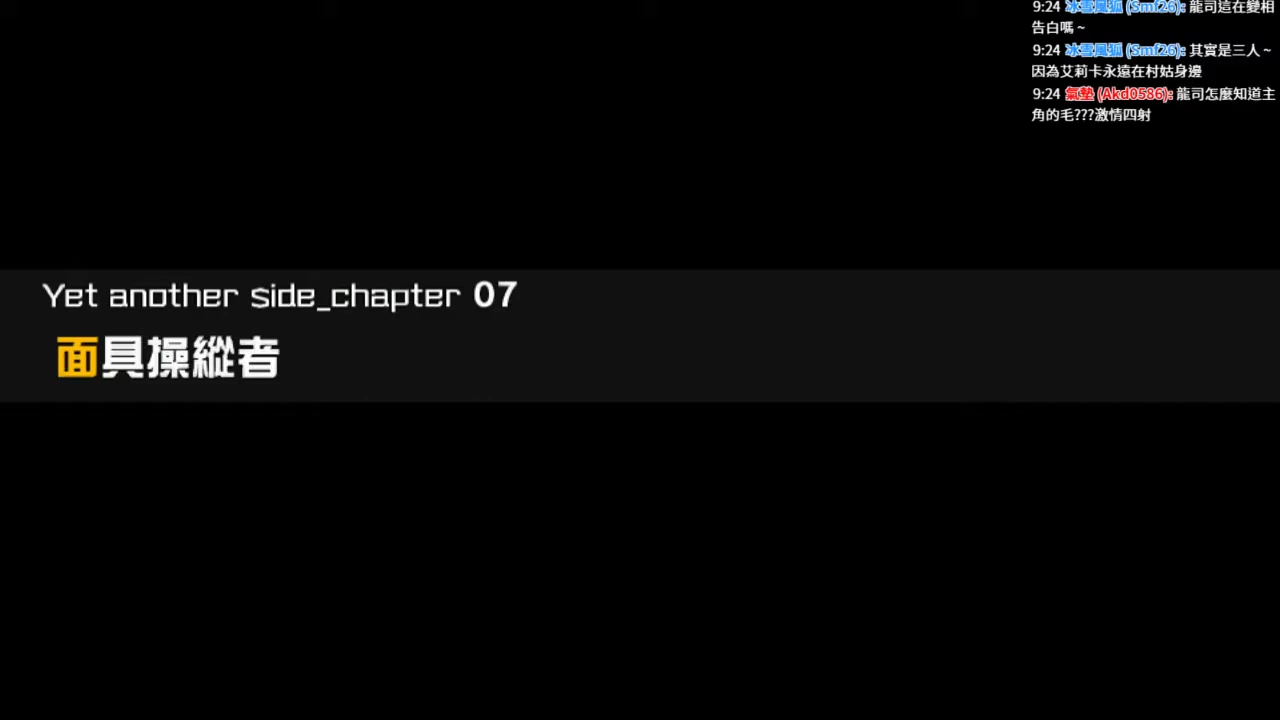 9:24 冰雪風狐 (Smf26): 龍司這在變相
告白嗎～
9:24 冰雪風狐 (Smf26): 其實是三人～
因為艾莉卡永遠在村姑身邊
9:24 氣墊 (Akd0586): 龍司怎麼知道主
角的毛???激情四射
Yet another side_chapter 07
面具操縱者